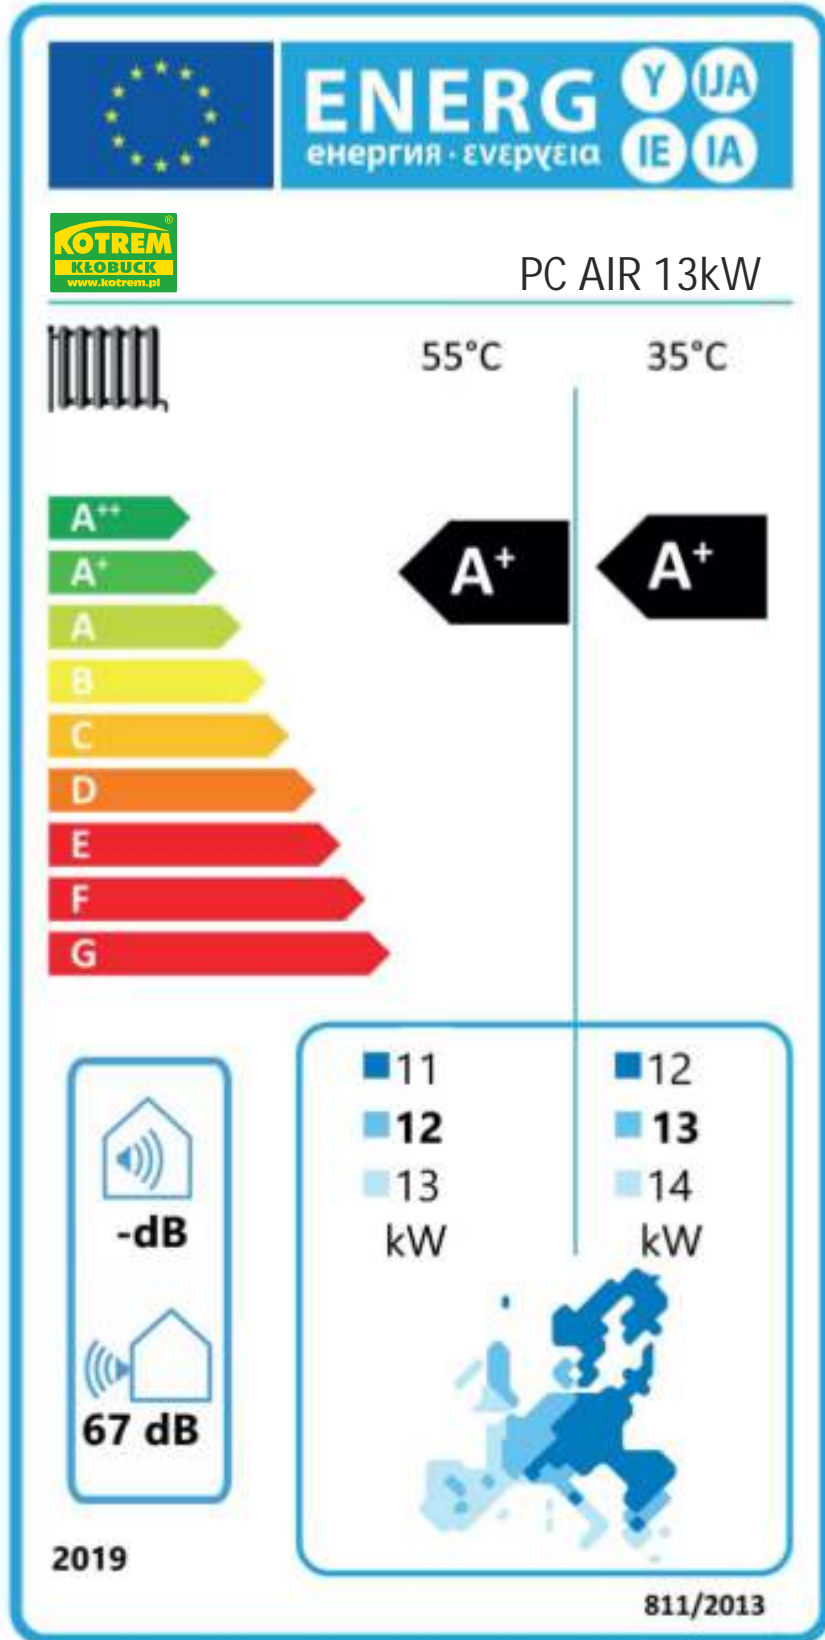 ENERG Y IJA
енергия · ενεργεια IE IA
KOTREM®
KŁOBUCK
www.kotrem.pl
PC AIR 13kW
55°C 35°C
A++
A+ A+ A+
A
B
C
D
E
F
G
11 12
12 13
13 14
kW kW
-dB
67 dB
2019
811/2013